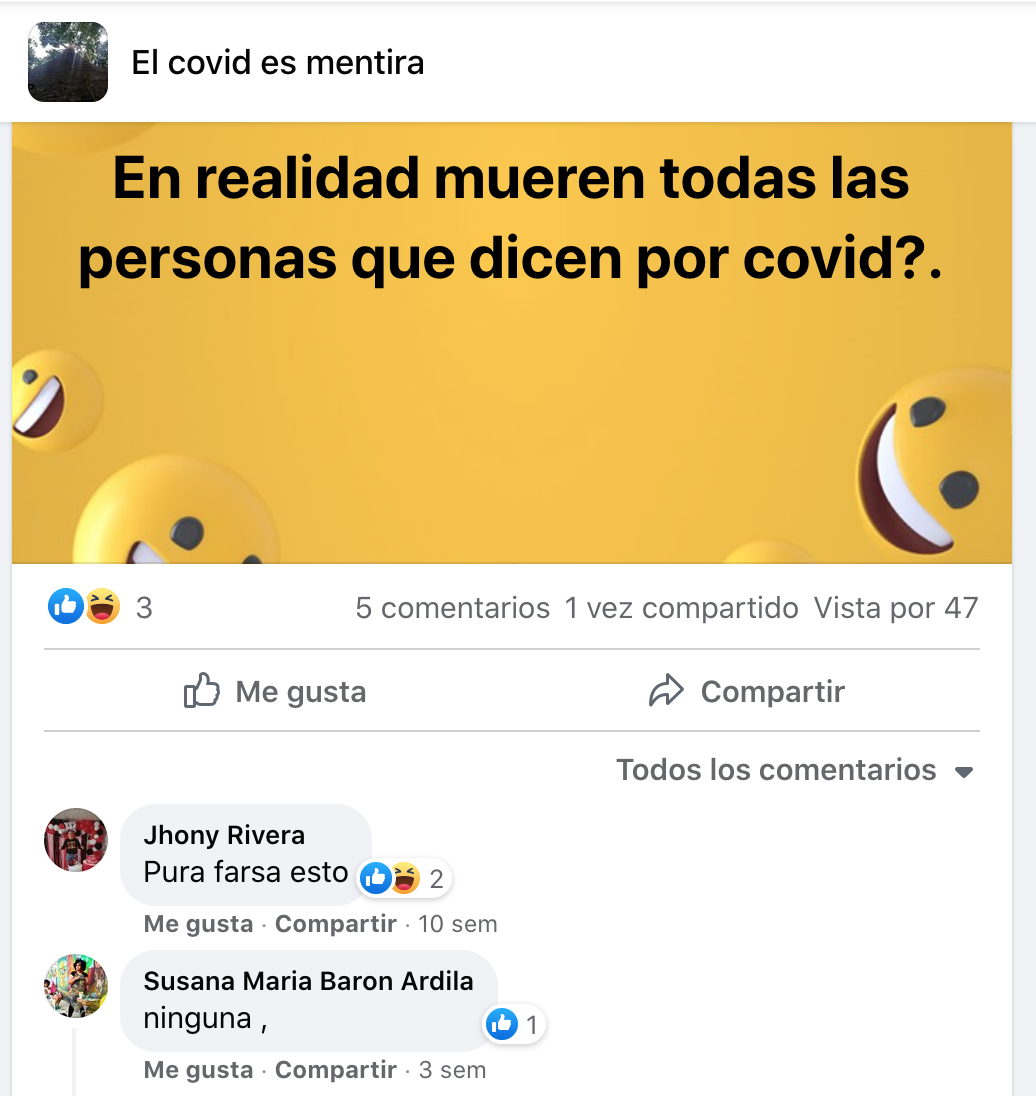 El covid es mentira
En realidad mueren todas las
personas que dicen por covid?.
3
5 comentarios 1 vez compartido Vista por 47
Me gusta
Compartir
Todos los comentarios
Jhony Rivera
Pura farsa esto
2
Me gusta · Compartir · 10 sem
Susana Maria Baron Ardila
ninguna ,
1
Me gusta · Compartir · 3 sem